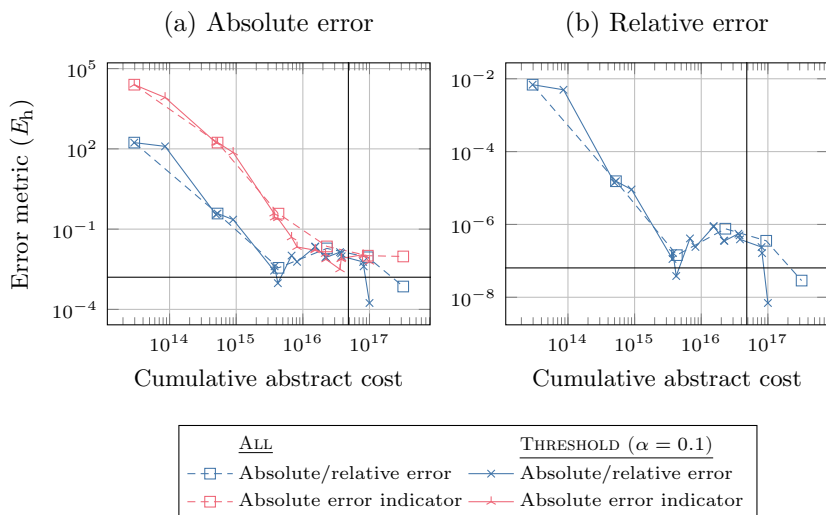 (a) Absolute error
(b) Relative error
Error metric (E_h)
10^5
10^2
10^−1
10^−4
10^14 10^15 10^16 10^17
Cumulative abstract cost
10^−2
10^−4
10^−6
10^−8
10^14 10^15 10^16 10^17
Cumulative abstract cost
ALL
THRESHOLD (α = 0.1)
Absolute/relative error
Absolute/relative error
Absolute error indicator
Absolute error indicator